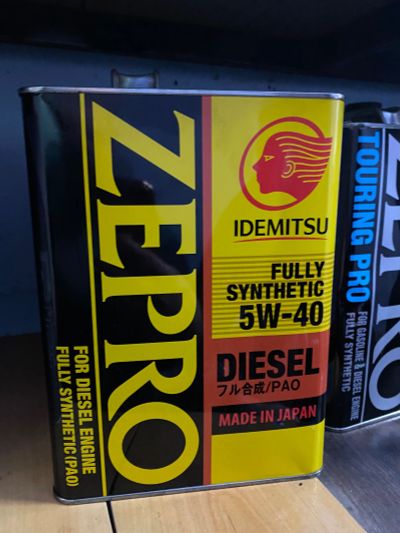 ZEPRO
FOR DIESEL ENGINE
FULLY SYNTHETIC (PAO)
IDEMITSU
FULLY
SYNTHETIC
5W-40
DIESEL
フル合成/PAO
MADE IN JAPAN
ZEPRO
TOURING PRO
FOR GASOLINE & DIESEL ENGINE
FULLY SYNTHETIC